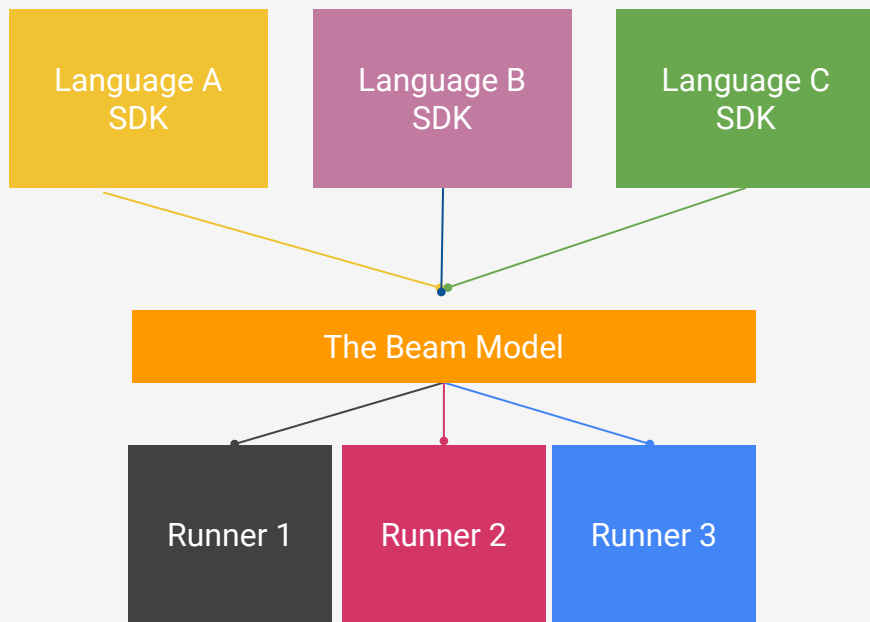 Language A
SDK
Language B
SDK
Language C
SDK
The Beam Model
Runner 1
Runner 2
Runner 3